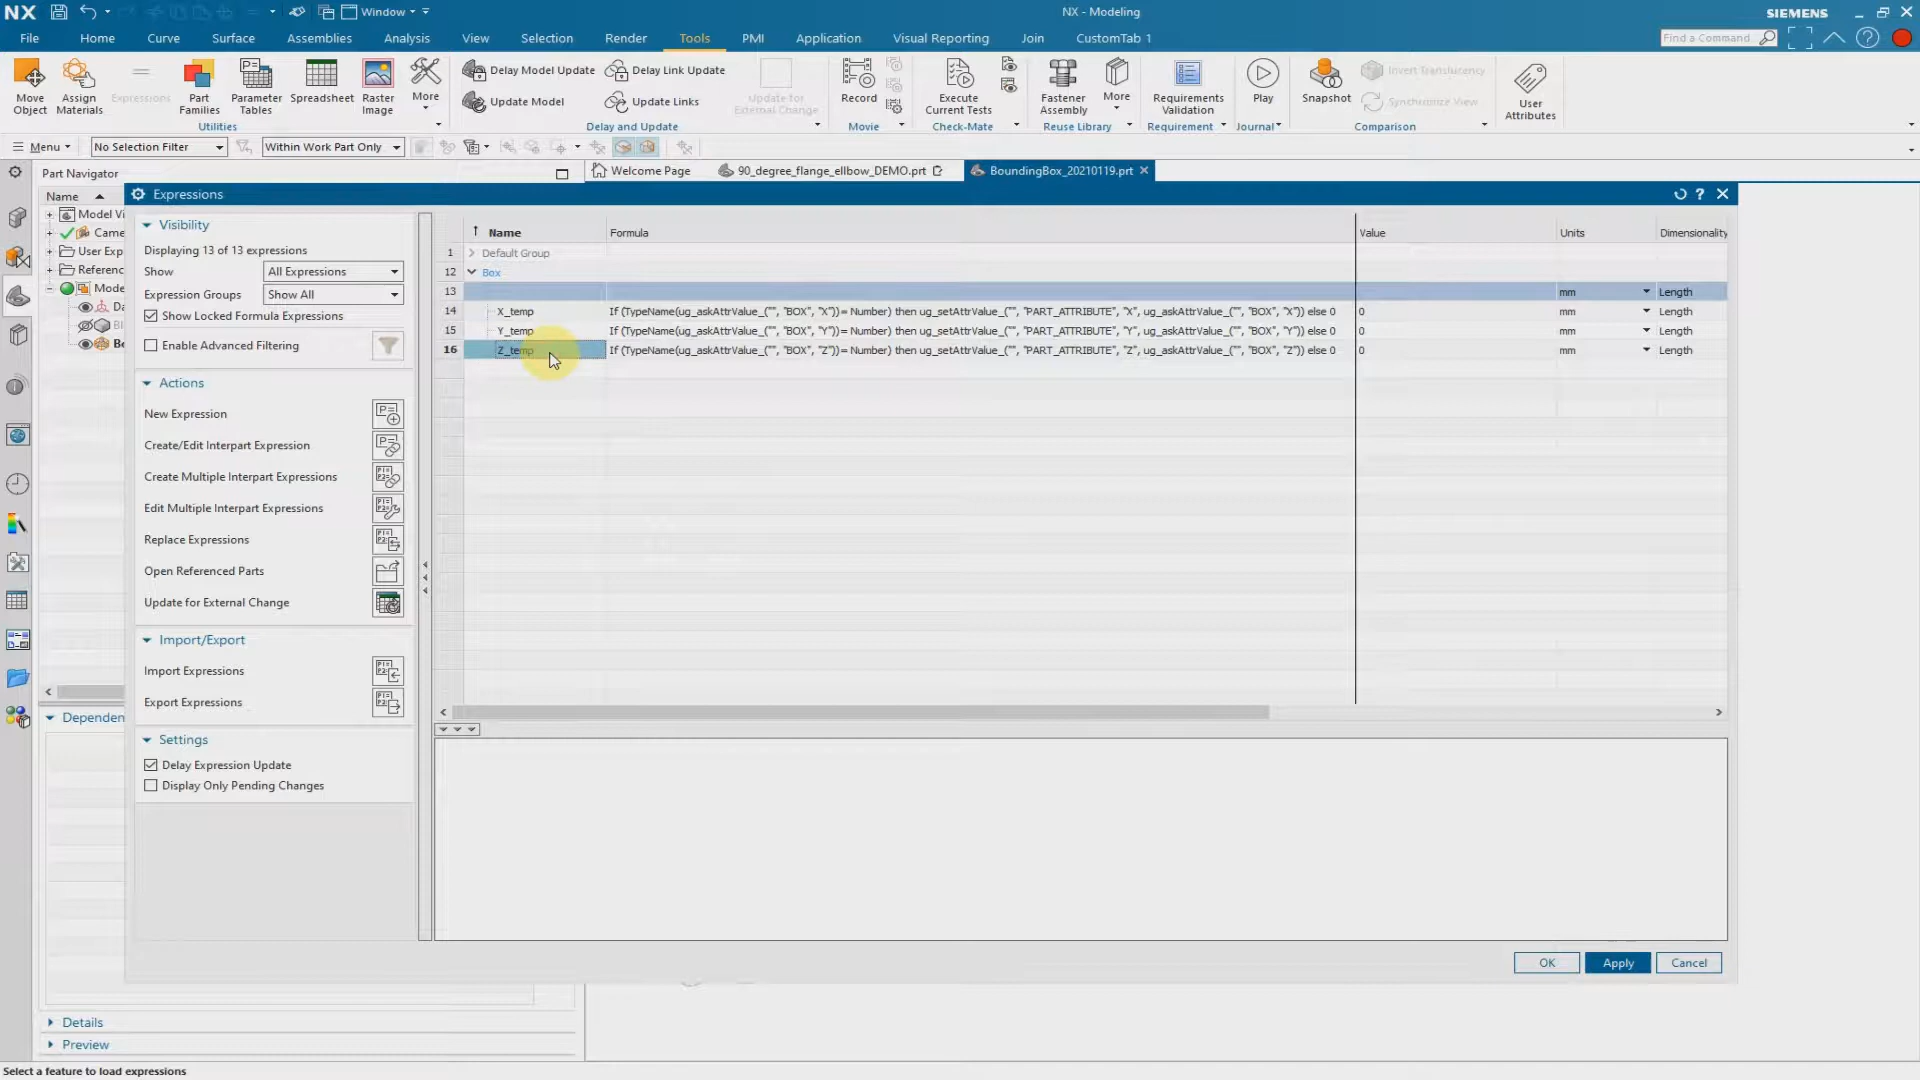 NX
Window
NX - Modeling
SIEMENS
File
Home
Curve
Surface
Assemblies
Analysis
View
Selection
Render
Tools
PMI
Application
Visual Reporting
Join
CustomTab 1
Find a Command
Move Object
Assign Materials
Expressions
Part Families
Parameter Tables
Spreadsheet
Raster Image
More
Utilities
Delay Model Update
Delay Link Update
Update Model
Update Links
Update for External Change
Delay and Update
Record
Movie
Execute Current Tests
Check-Mate
Fastener Assembly
More
Reuse Library
Requirements Validation
Requirement
Play
Journal
Snapshot
Invert Translucency
Synchronize View
Comparison
User Attributes
Menu
No Selection Filter
Within Work Part Only
Part Navigator
Welcome Page
90_degree_flange_ellbow_DEMO.prt
BoundingBox_20210119.prt
Name
Model Vi
Came
User Exp
Referenc
Mode
Da
Bl
Bo
Dependen
Details
Preview
Expressions
Visibility
Displaying 13 of 13 expressions
Show All Expressions
Expression Groups Show All
Show Locked Formula Expressions
Enable Advanced Filtering
Actions
New Expression
Create/Edit Interpart Expression
Create Multiple Interpart Expressions
Edit Multiple Interpart Expressions
Replace Expressions
Open Referenced Parts
Update for External Change
Import/Export
Import Expressions
Export Expressions
Settings
Delay Expression Update
Display Only Pending Changes
Name Formula Value Units Dimensionality
1 Default Group
12 Box
13 mm Length
14 X_temp If (TypeName(ug_askAttrValue_("", "BOX", "X"))= Number) then ug_setAttrValue_("", "PART_ATTRIBUTE", "X", ug_askAttrValue_("", "BOX", "X")) else 0 0 mm Length
15 Y_temp If (TypeName(ug_askAttrValue_("", "BOX", "Y"))= Number) then ug_setAttrValue_("", "PART_ATTRIBUTE", "Y", ug_askAttrValue_("", "BOX", "Y")) else 0 0 mm Length
16 Z_temp If (TypeName(ug_askAttrValue_("", "BOX", "Z"))= Number) then ug_setAttrValue_("", "PART_ATTRIBUTE", "Z", ug_askAttrValue_("", "BOX", "Z")) else 0 0 mm Length
OK
Apply
Cancel
Select a feature to load expressions